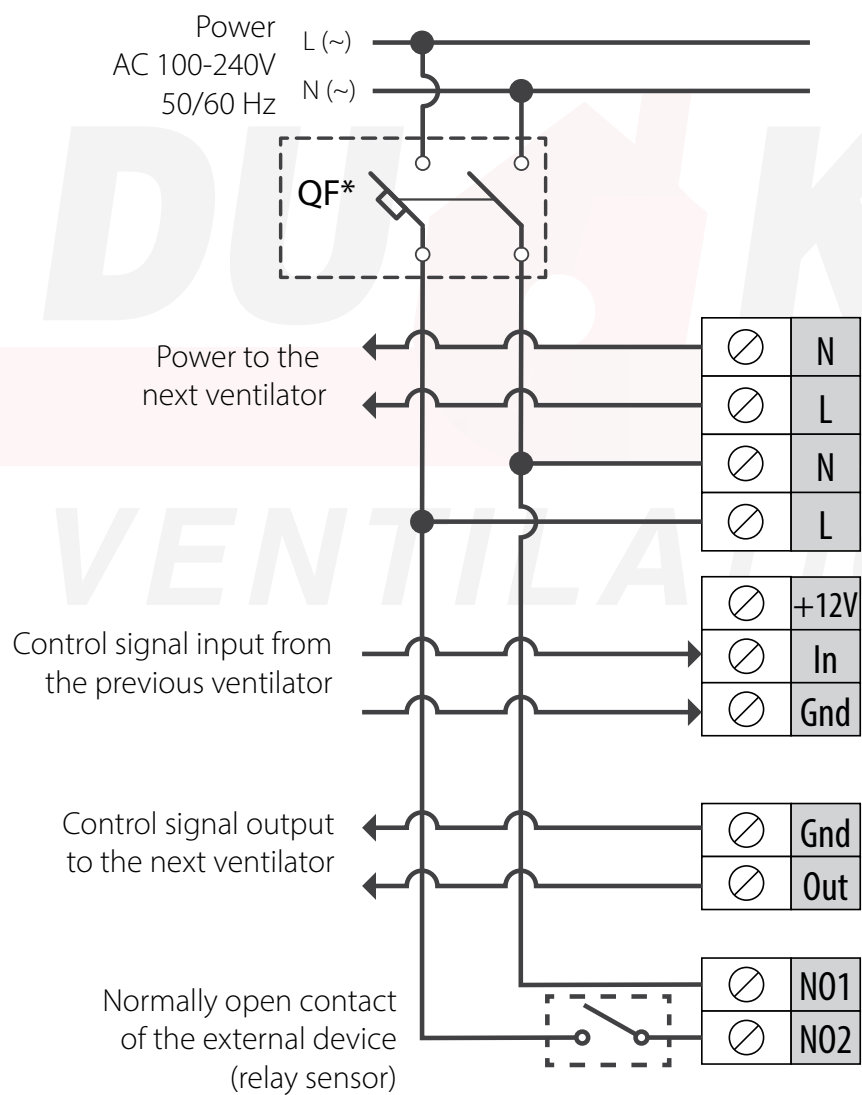 Power
AC 100-240V
50/60 Hz
L (~)
N (~)
QF*
Power to the
next ventilator
N
L
N
L
+12V
Control signal input from
the previous ventilator
In
Gnd
Control signal output
to the next ventilator
Gnd
Out
Normally open contact
of the external device
(relay sensor)
NO1
NO2